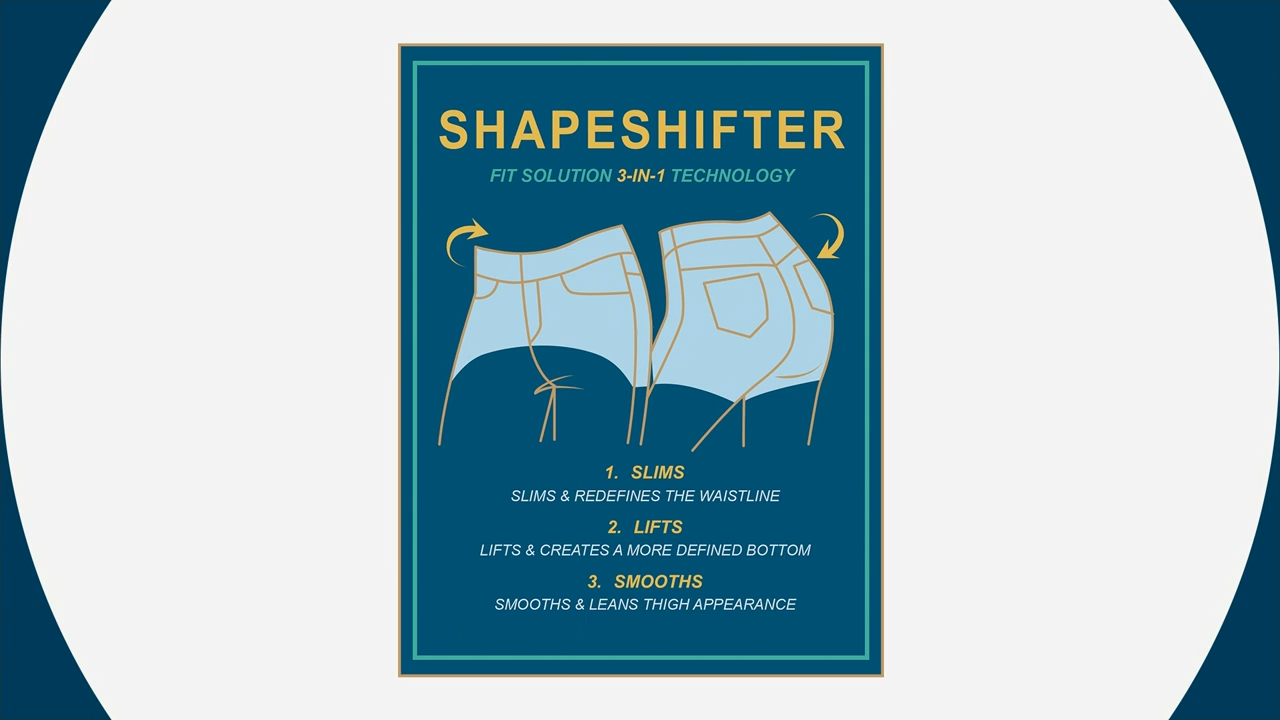 SHAPESHIFTER
FIT SOLUTION 3-IN-1 TECHNOLOGY
1. SLIMS
SLIMS & REDEFINES THE WAISTLINE
2. LIFTS
LIFTS & CREATES A MORE DEFINED BOTTOM
3. SMOOTHS
SMOOTHS & LEANS THIGH APPEARANCE